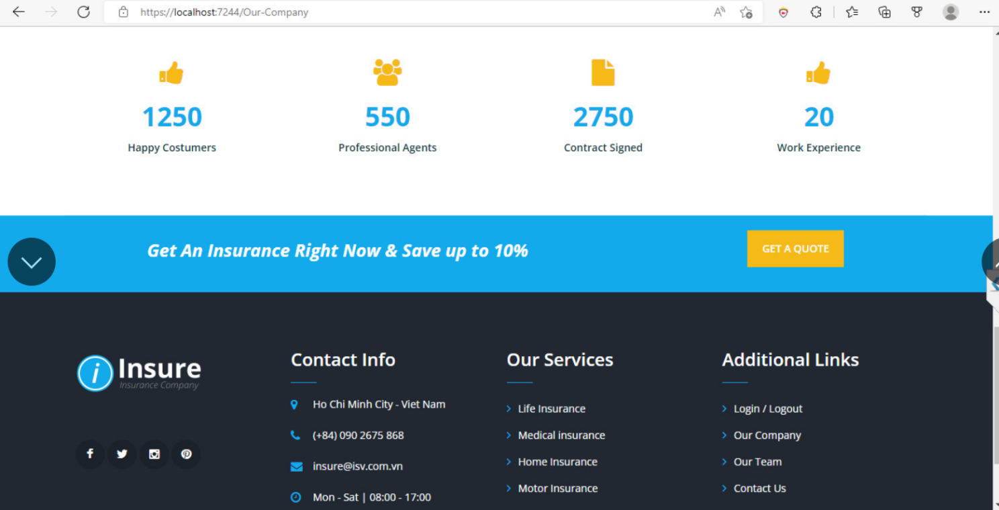 https://localhost:7244/Our-Company
1250
Happy Costumers
550
Professional Agents
2750
Contract Signed
20
Work Experience
Get An Insurance Right Now & Save up to 10%
GET A QUOTE
i Insure
Insurance Company
Contact Info
Ho Chi Minh City - Viet Nam
(+84) 090 2675 868
insure@isv.com.vn
Mon - Sat | 08:00 - 17:00
Our Services
Life Insurance
Medical insurance
Home Insurance
Motor Insurance
Additional Links
Login / Logout
Our Company
Our Team
Contact Us